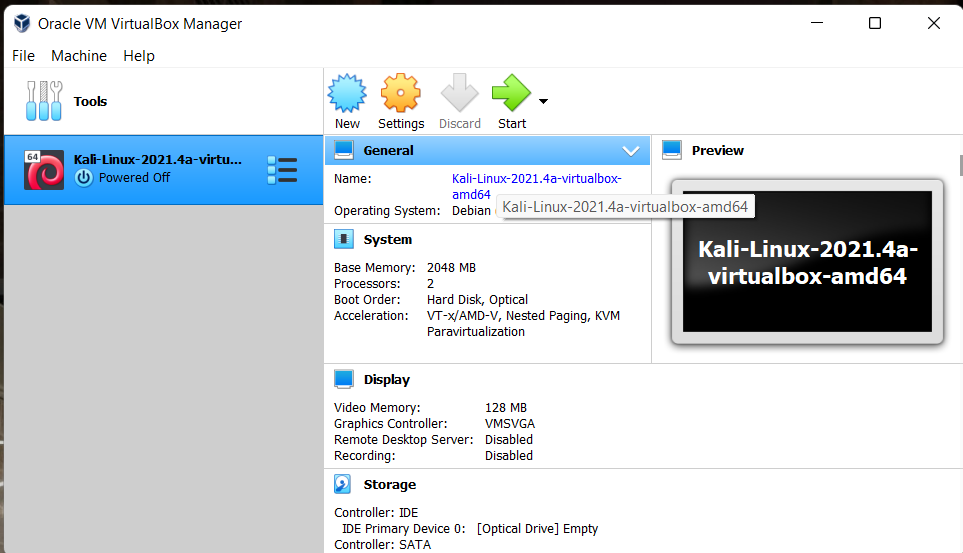 Oracle VM VirtualBox Manager
File Machine Help
Tools
New Settings Discard Start
64
Kali-Linux-2021.4a-virtu...
Powered Off
General
Name: Kali-Linux-2021.4a-virtualbox-
amd64
Kali-Linux-2021.4a-virtualbox-amd64
Operating System: Debian
System
Base Memory: 2048 MB
Processors: 2
Boot Order: Hard Disk, Optical
Acceleration: VT-x/AMD-V, Nested Paging, KVM
Paravirtualization
Preview
Kali-Linux-2021.4a-
virtualbox-amd64
Display
Video Memory: 128 MB
Graphics Controller: VMSVGA
Remote Desktop Server: Disabled
Recording: Disabled
Storage
Controller: IDE
IDE Primary Device 0: [Optical Drive] Empty
Controller: SATA